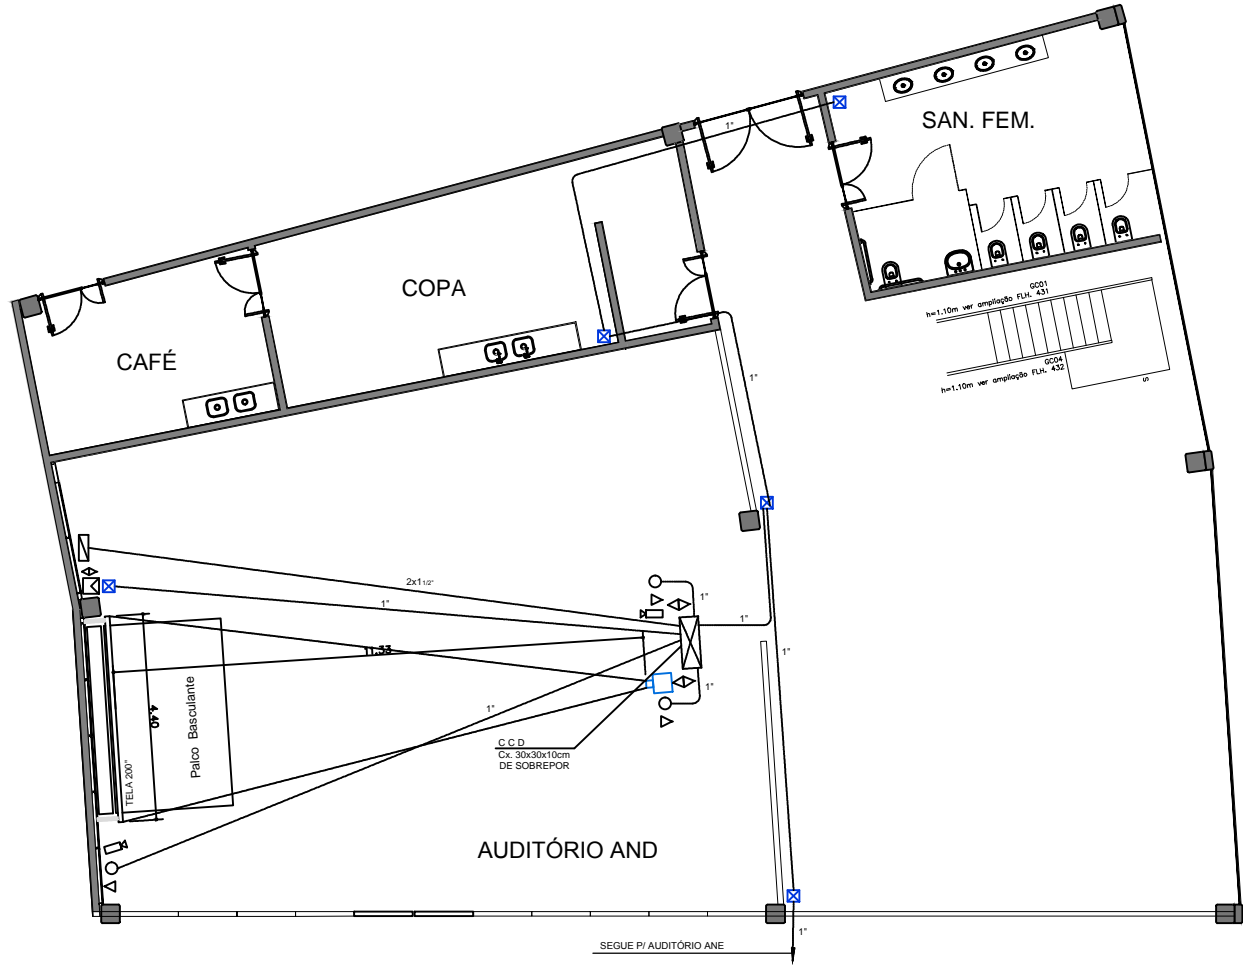 1"
SAN. FEM.
COPA
GC01
h=1.10m ver ampliação FLH. 431
CAFÉ
GC04
h=1.10m ver ampliação FLH. 432
S
1"
2x1 1/2"
1"
1"
1"
11.33
1"
1"
4.40
Palco Basculante
TELA 200"
1"
C C D
Cx. 30x30x10cm
DE SOBREPOR
AUDITÓRIO AND
1"
SEGUE P/ AUDITÓRIO ANE